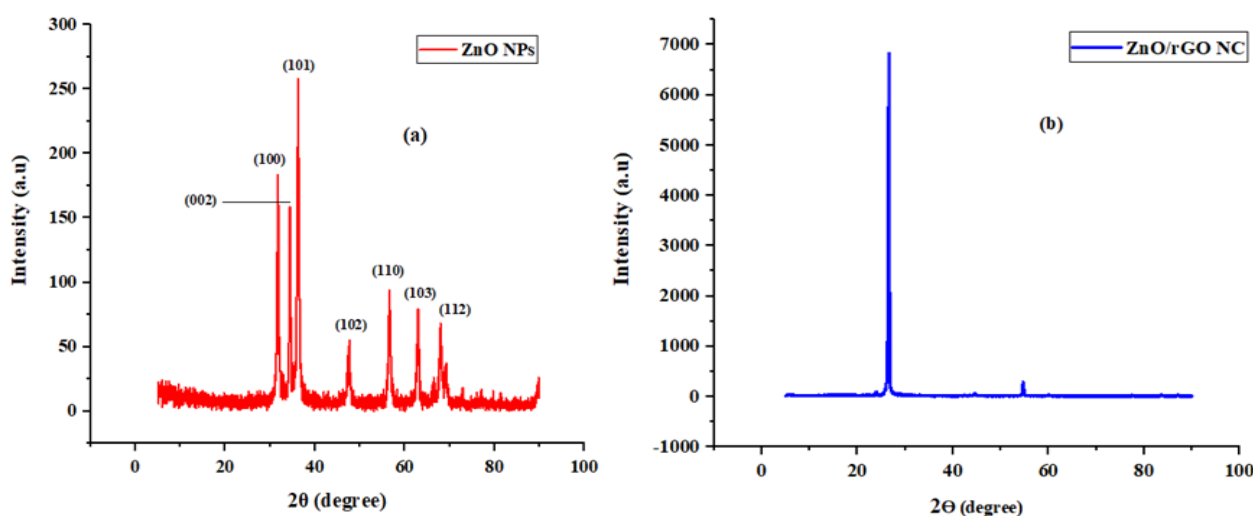 300
250
200
150
100
50
0
Intensity (a.u)
ZnO NPs
(a)
(101)
(100)
(002)
(110)
(103)
(112)
(102)
0 20 40 60 80 100
2θ (degree)
7000
6000
5000
4000
3000
2000
1000
0
-1000
Intensity (a.u)
ZnO/rGO NC
(b)
0 20 40 60 80 100
2Θ (degree)